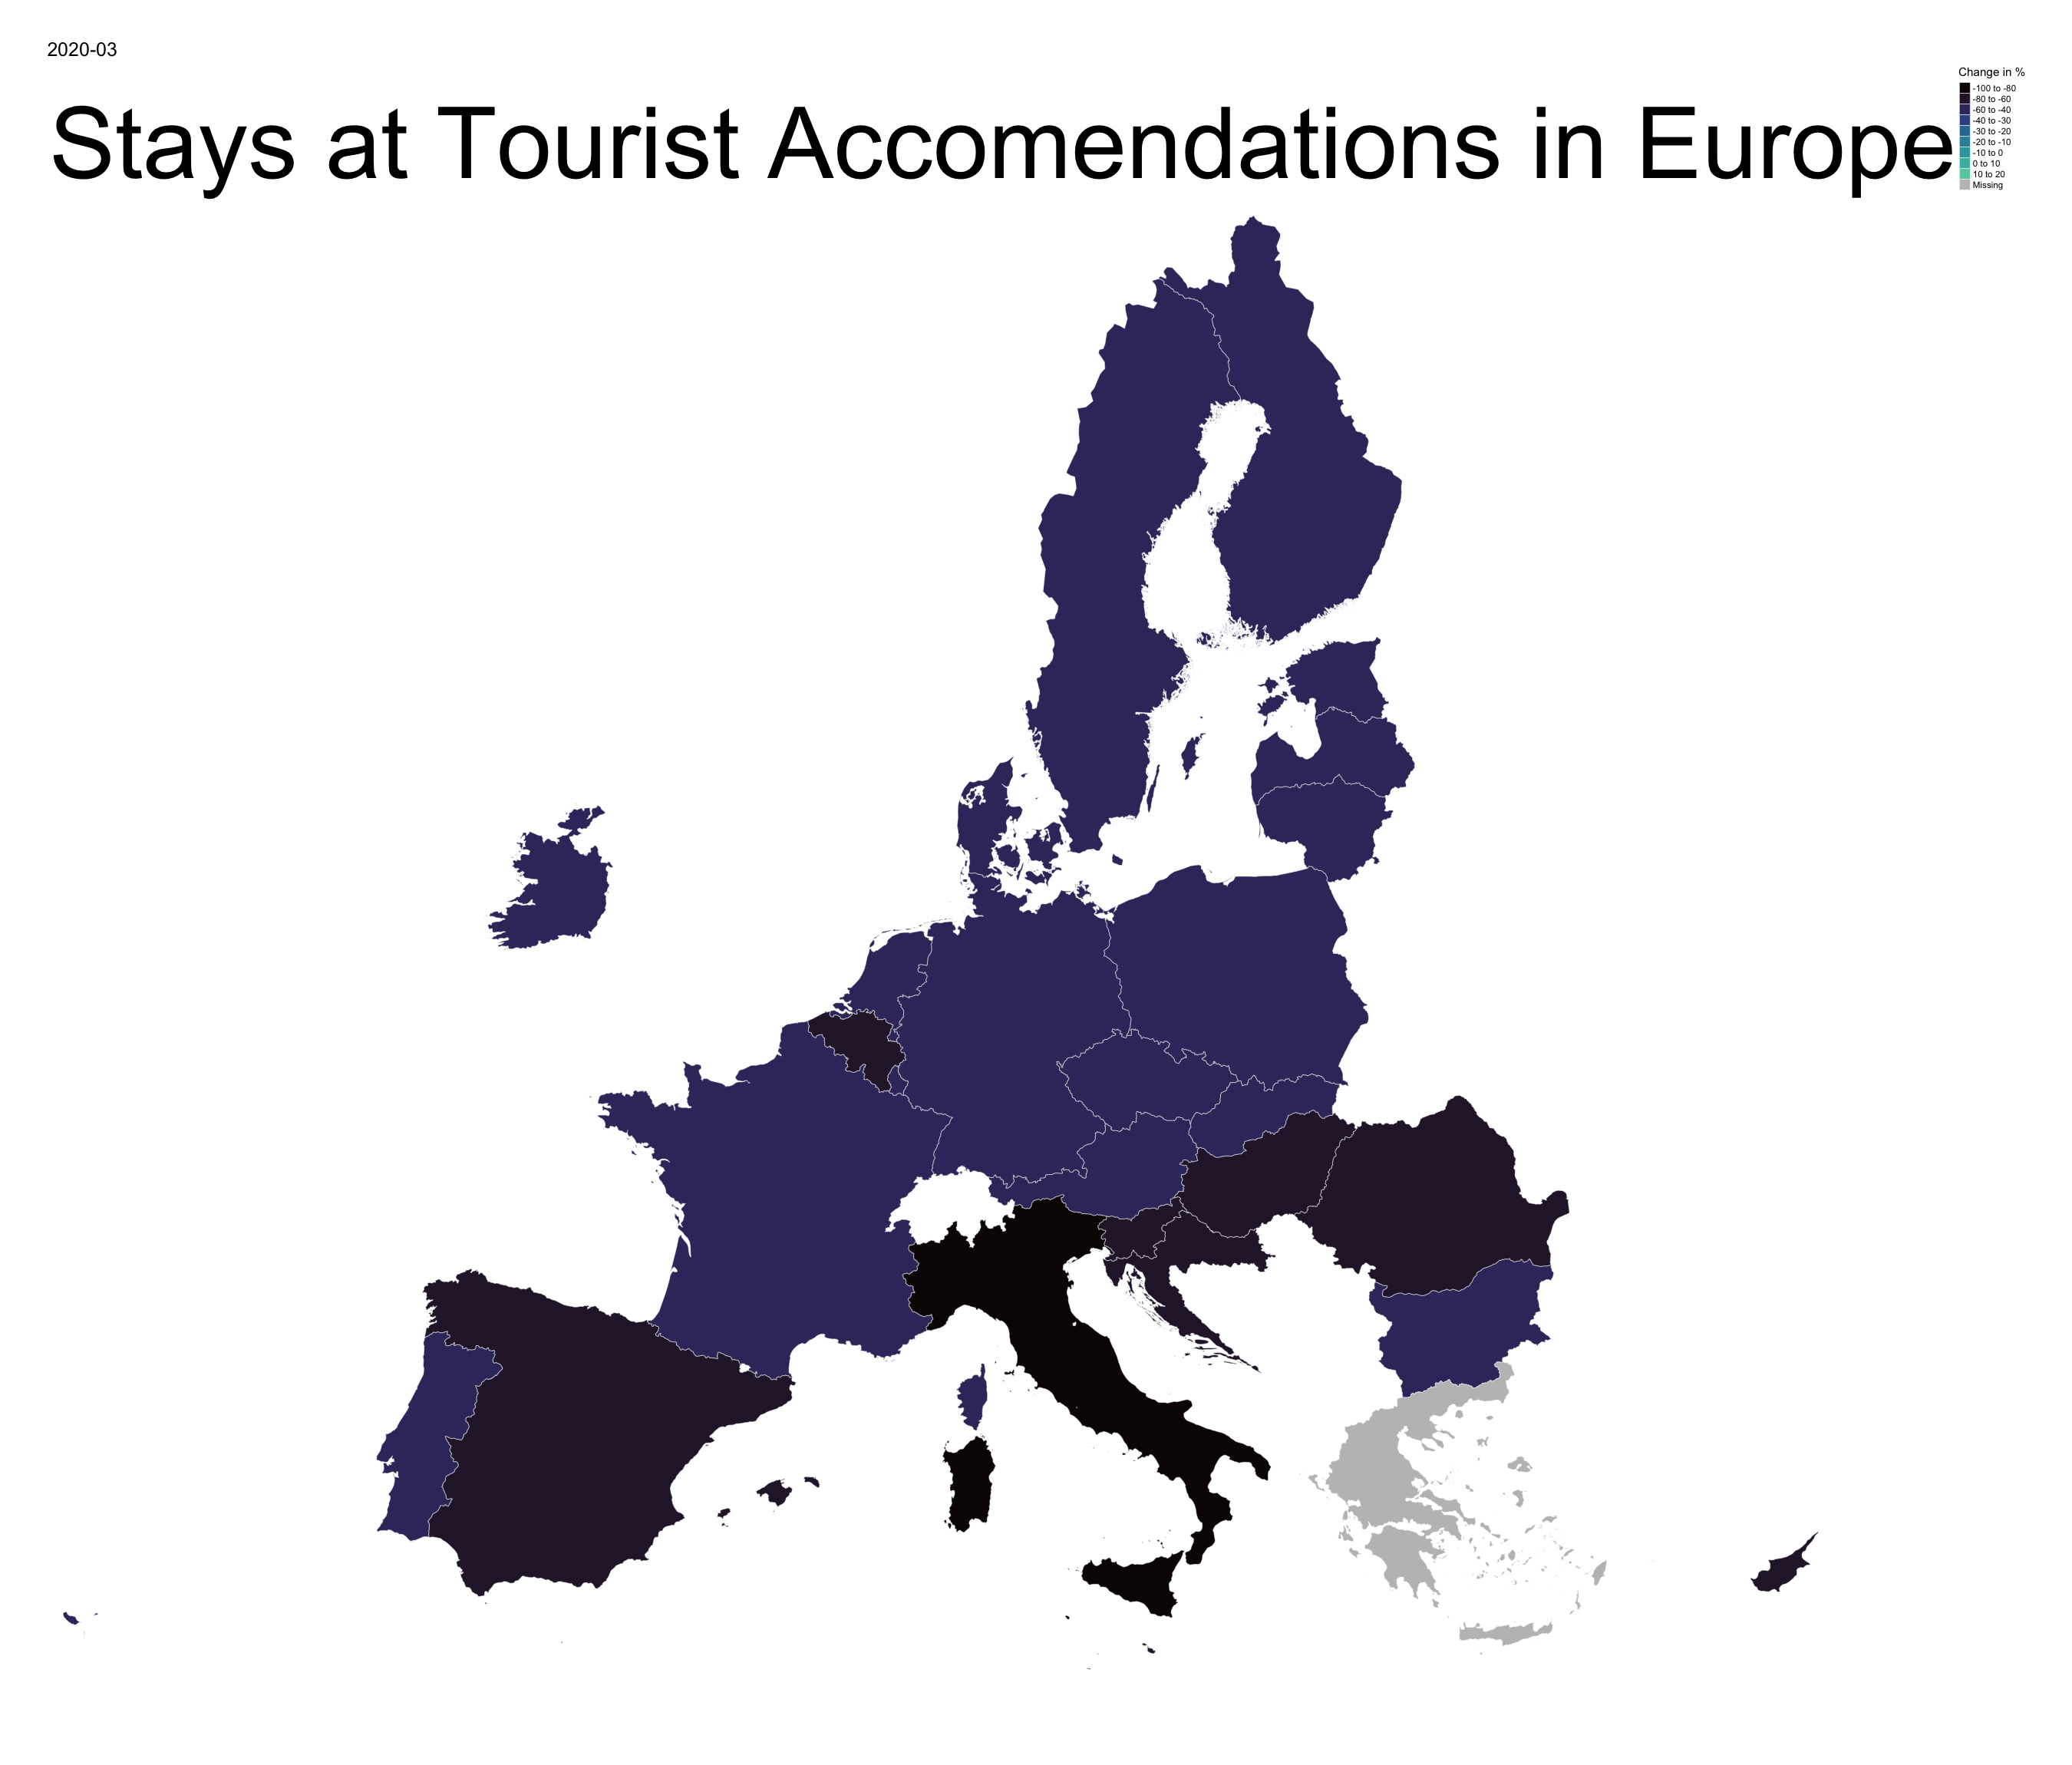 2020-03
Stays at Tourist Accomendations in Europe
Change in %
-100 to -80
-80 to -60
-60 to -40
-40 to -30
-30 to -20
-20 to -10
-10 to 0
0 to 10
10 to 20
Missing